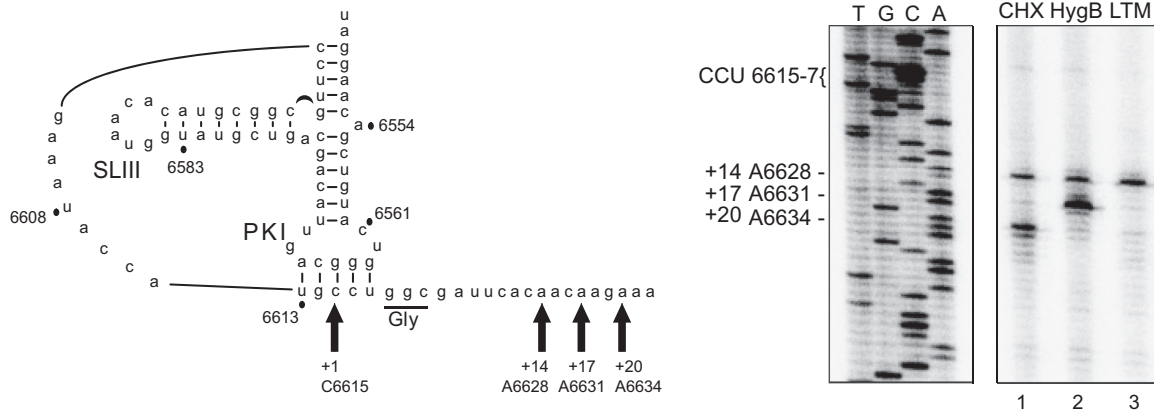 T G C A
CHX HygB LTM
CCU 6615-7{
6554
c a u g c g g c
g u a u g c u g a
SLIII
6583
+14 A6628 -
+17 A6631 -
+20 A6634 -
6608
6561
PKI
a c g g g
u g c c u g g c g a u u c a c a a c a a g a a a
6613
Gly
+1
C6615
+14
A6628
+17
A6631
+20
A6634
1 2 3